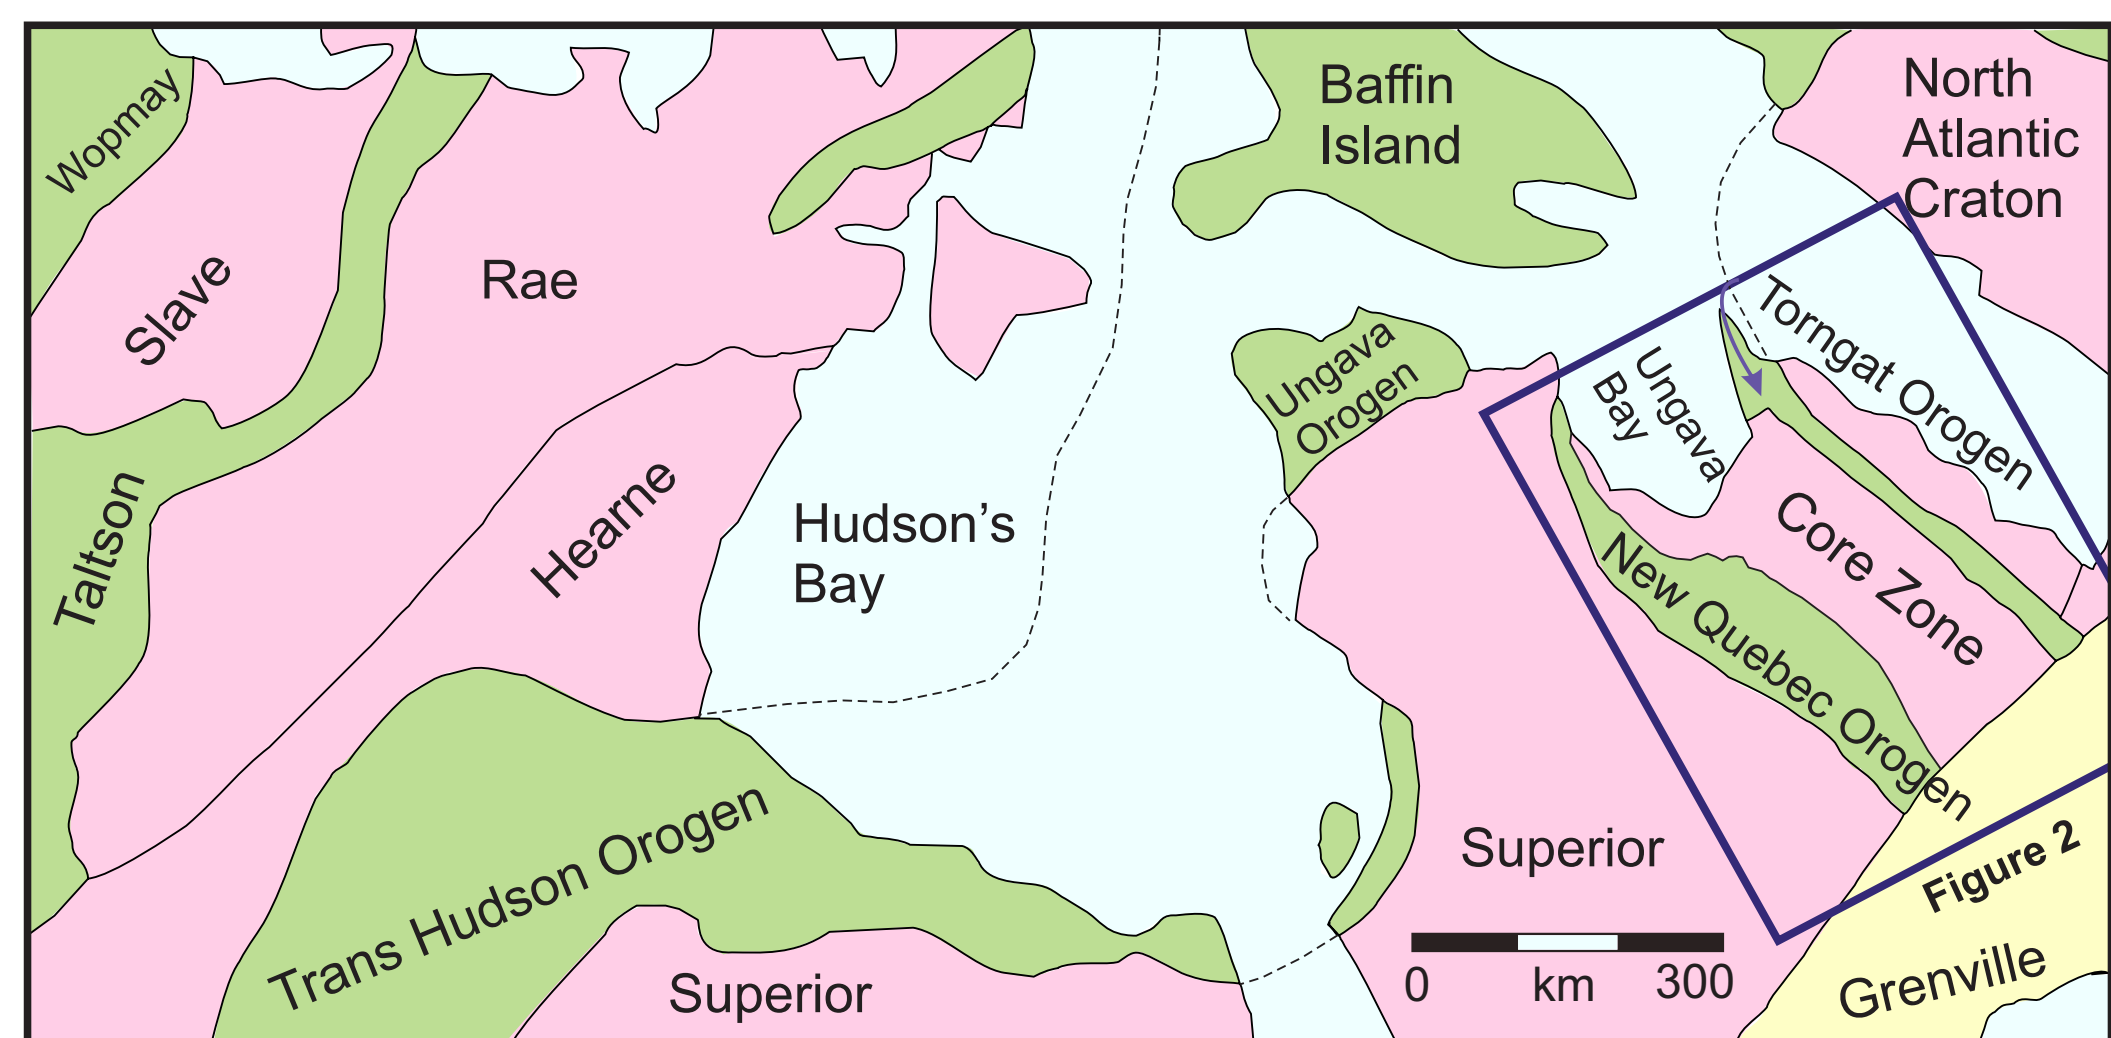 Wopmay
Slave
Rae
Baffin
Island
North
Atlantic
Craton
Taltson
Hearne
Hudson's
Bay
Ungava
Orogen
Ungava
Bay
Torngat Orogen
Core Zone
New Quebec Orogen
Trans Hudson Orogen
Superior
Superior
0 km 300
Figure 2
Grenville